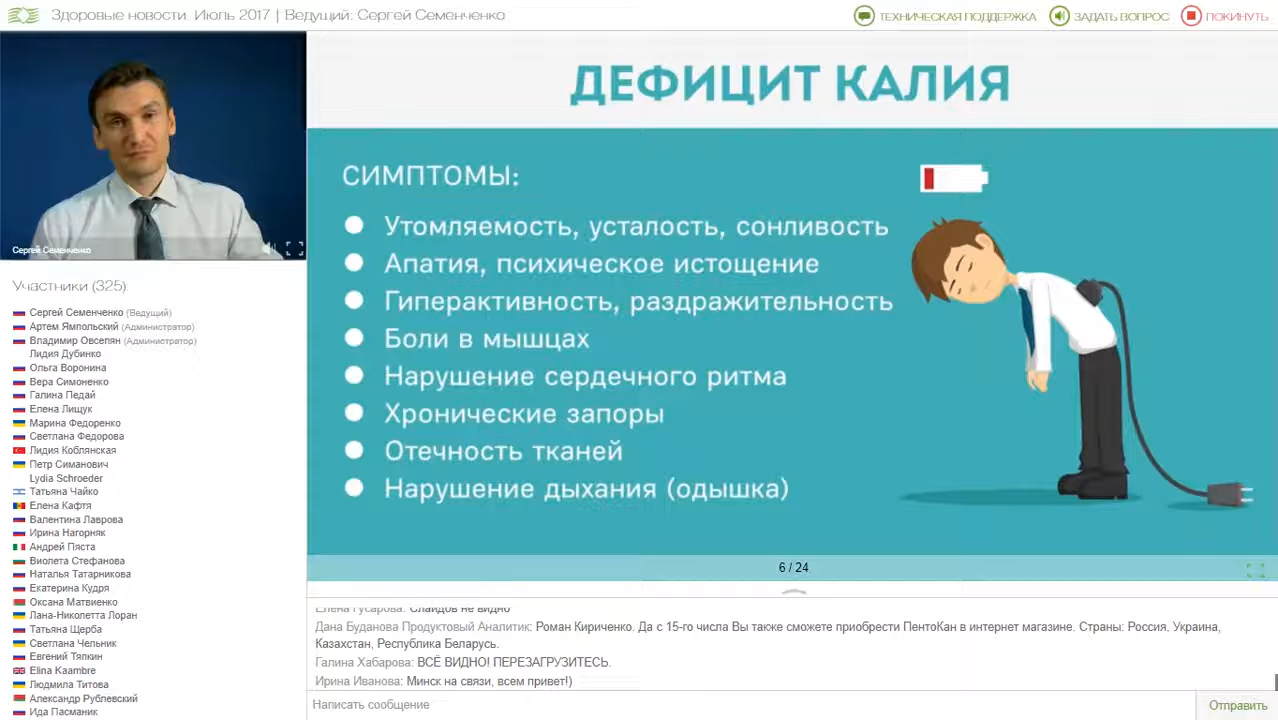 Здоровые новости. Июль 2017 | Ведущий: Сергей Семенченко
ТЕХНИЧЕСКАЯ ПОДДЕРЖКА
ЗАДАТЬ ВОПРОС
ПОКИНУТЬ
Сергей Семенченко
Участники (325):
Сергей Семенченко (Ведущий)
Артем Ямпольский (Администратор)
Владимир Овсепян (Администратор)
Лидия Дубинко
Ольга Воронина
Вера Симоненко
Галина Педай
Елена Лищук
Марина Федоренко
Светлана Федорова
Лидия Коблянская
Петр Симанович
Lydia Schroeder
Татьяна Чайко
Елена Кафтя
Валентина Лаврова
Ирина Нагорняк
Андрей Пяста
Виолета Стефанова
Наталья Татарникова
Екатерина Кудря
Оксана Матвиенко
Лана-Николетта Лоран
Татьяна Щерба
Светлана Чельник
Евгений Тяпкин
Elina Kaambre
Людмила Титова
Александр Рублевский
Ида Пасманик
ДЕФИЦИТ КАЛИЯ
СИМПТОМЫ:
Утомляемость, усталость, сонливость
Апатия, психическое истощение
Гиперактивность, раздражительность
Боли в мышцах
Нарушение сердечного ритма
Хронические запоры
Отечность тканей
Нарушение дыхания (одышка)
6 / 24
Елена Гусарова: Слайдов не видно
Дана Буданова Продуктовый Аналитик: Роман Кириченко. Да с 15-го числа Вы также сможете приобрести ПентоКан в интернет магазине. Страны: Россия, Украина,
Казахстан, Республика Беларусь.
Галина Хабарова: ВСЁ ВИДНО! ПЕРЕЗАГРУЗИТЕСЬ.
Ирина Иванова: Минск на связи, всем привет!)
Написать сообщение
Отправить